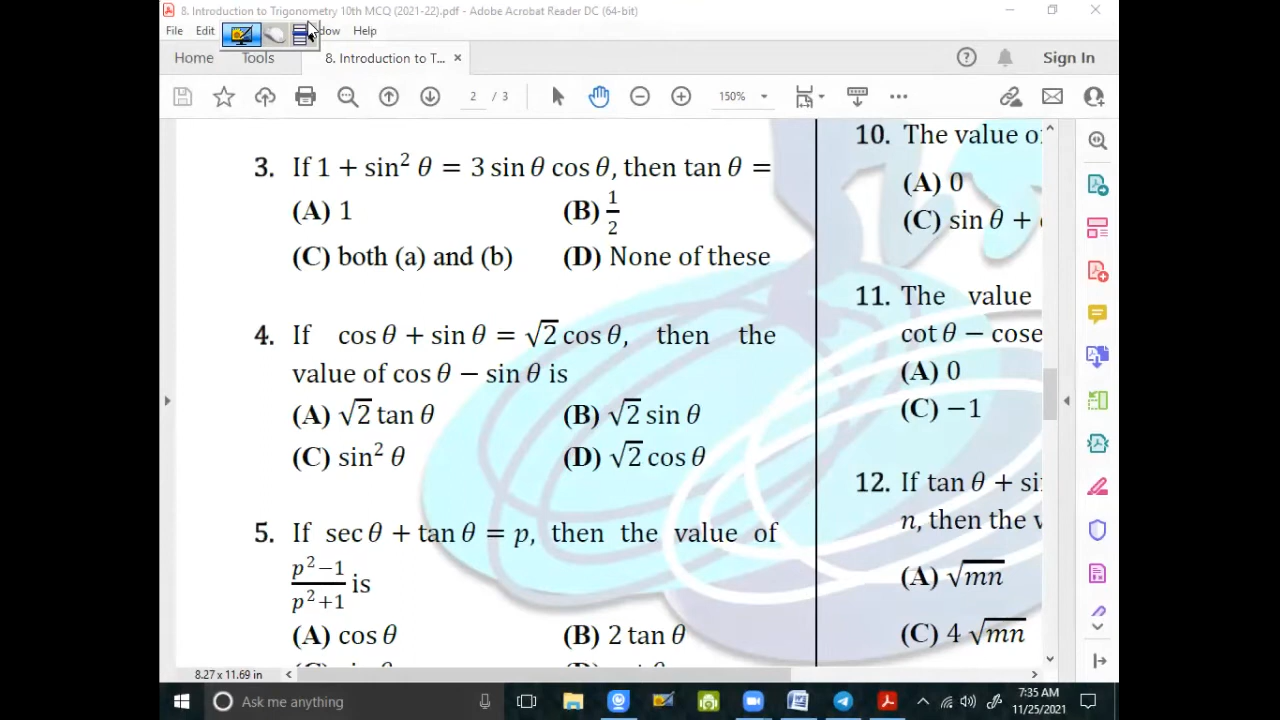 8. Introduction to Trigonometry 10th MCQ (2021-22).pdf - Adobe Acrobat Reader DC (64-bit)
File Edit dow Help
Home Tools 8. Introduction to T... × Sign In
2 / 3 150%
3. If 1 + sin² θ = 3 sin θ cos θ, then tan θ =
(A) 1 (B) 1/2
(C) both (a) and (b) (D) None of these
4. If cos θ + sin θ = √2 cos θ, then the
value of cos θ − sin θ is
(A) √2 tan θ (B) √2 sin θ
(C) sin² θ (D) √2 cos θ
5. If sec θ + tan θ = p, then the value of
p²−1/p²+1 is
(A) cos θ (B) 2 tan θ
10. The value o
(A) 0
(C) sin θ +
11. The value
cot θ − cose
(A) 0
(C) −1
12. If tan θ + si
n, then the v
(A) √mn
(C) 4 √mn
8.27 x 11.69 in
Ask me anything
7:35 AM
11/25/2021